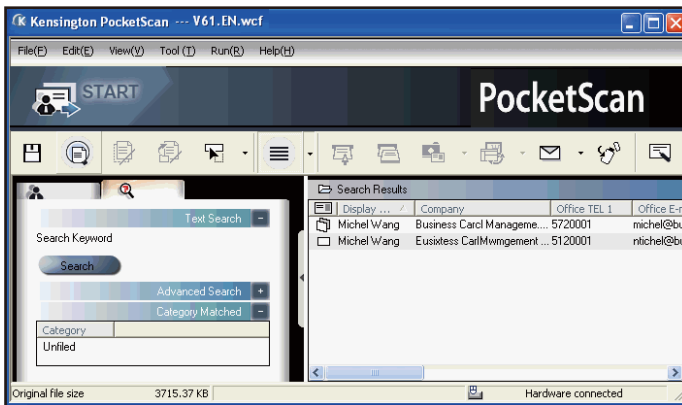 Kensington PocketScan --- V61.EN.wcf
File(F) Edit(E) View(V) Tool (T) Run(R) Help(H)
START
PocketScan
Search Results
Display ... Company Office TEL 1 Office E-r
Michel Wang Business Carcl Manageme.... 5720001 michel@bu
Michel Wang Eusixtess CarlMwmgement ... 5120001 ntichel@bu
Text Search
Search Keyword
Search
Advanced Search +
Category Matched
Category
Unfiled
Original file size 3715.37 KB Hardware connected